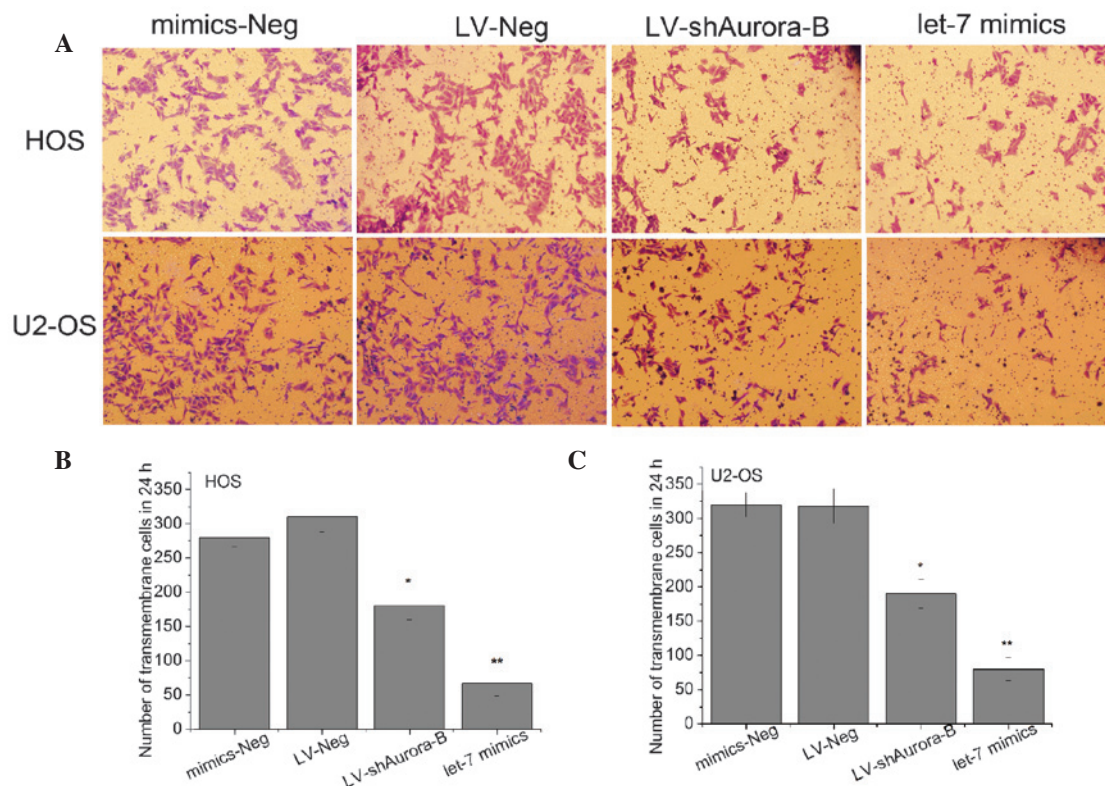 A
mimics-Neg LV-Neg LV-shAurora-B let-7 mimics
HOS
U2-OS
B
Number of transmembrane cells in 24 h
HOS
350
300
250
200
150
100
50
0
*
**
mimics-Neg
LV-Neg
LV-shAurora-B
let-7 mimics
C
Number of transmembrane cells in 24 h
U2-OS
350
300
250
200
150
100
50
0
*
**
mimics-Neg
LV-Neg
LV-shAurora-B
let-7 mimics